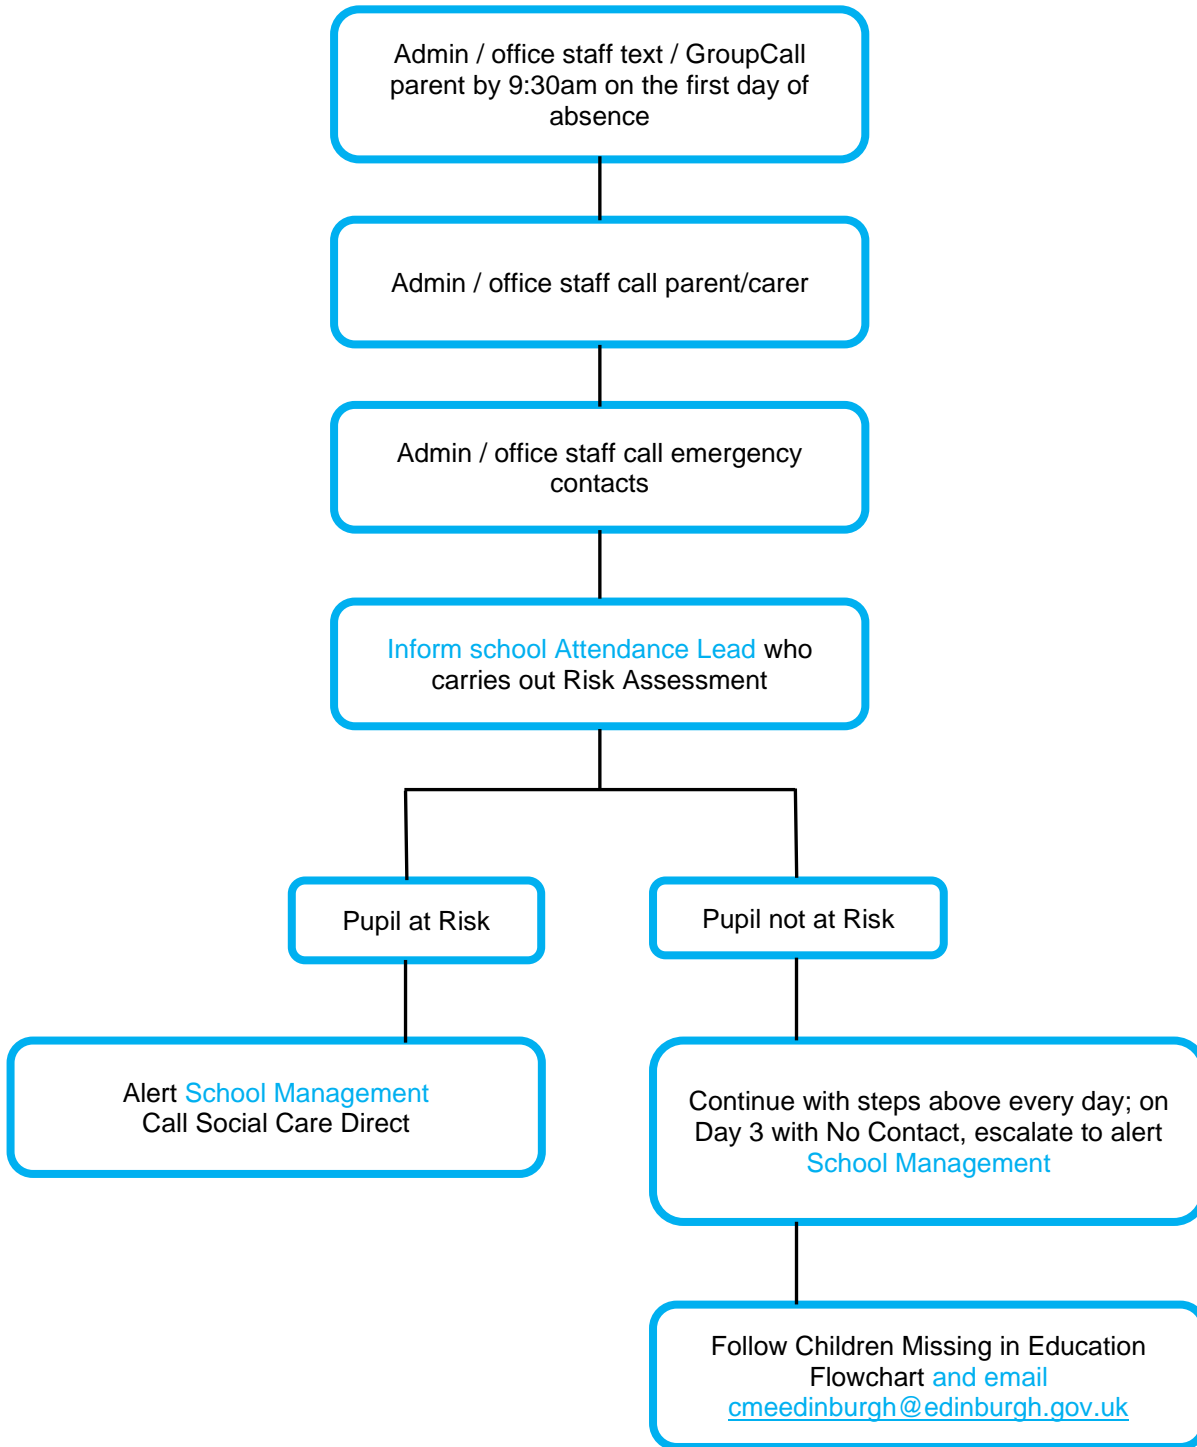 Admin / office staff text / GroupCall
parent by 9:30am on the first day of
absence
Admin / office staff call parent/carer
Admin / office staff call emergency
contacts
Inform school Attendance Lead who
carries out Risk Assessment
Pupil at Risk
Pupil not at Risk
Alert School Management
Call Social Care Direct
Continue with steps above every day; on
Day 3 with No Contact, escalate to alert
School Management
Follow Children Missing in Education
Flowchart and email
cmeedinburgh@edinburgh.gov.uk